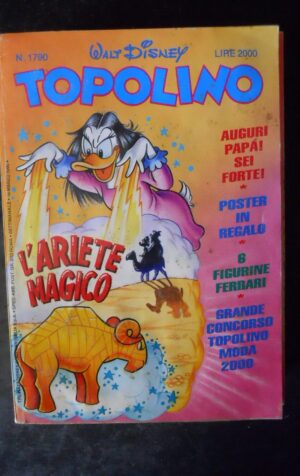 N. 1790
WALT DISNEY
LIRE 2000
TOPOLINO
AUGURI
PAPÁ!
SEI
FORTE!
*
POSTER
IN
REGALO
*
6
FIGURINE
FERRARI
*
GRANDE
CONCORSO
TOPOLINO
MODA
2000
L'ARIETE
MAGICO